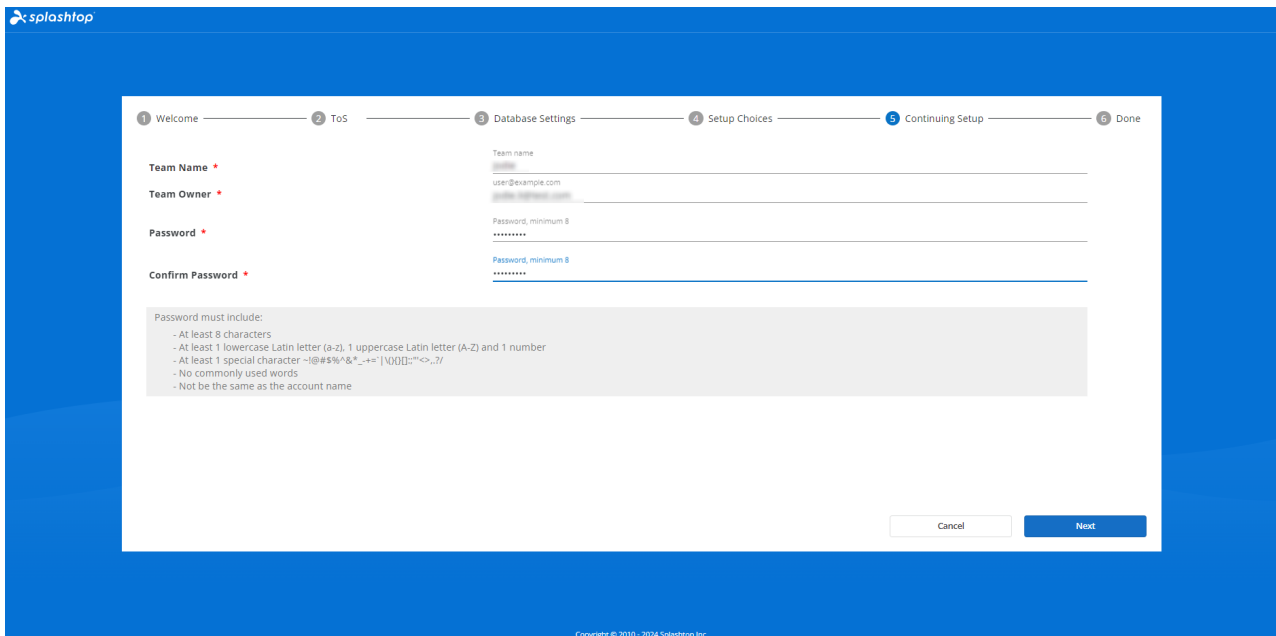 splashtop
1 Welcome 2 ToS 3 Database Settings 4 Setup Choices 5 Continuing Setup 6 Done
Team name
Team Name *
user@example.com
Team Owner *
Password, minimum 8
Password * •••••••••
Password, minimum 8
Confirm Password * •••••••••
Password must include:
- At least 8 characters
- At least 1 lowercase Latin letter (a-z), 1 uppercase Latin letter (A-Z) and 1 number
- At least 1 special character ~!@#$%^&*_-+=`|\(){}[]:;"'<>,.?/
- No commonly used words
- Not be the same as the account name
Cancel Next
Copyright © 2010 - 2024 Splashtop Inc.